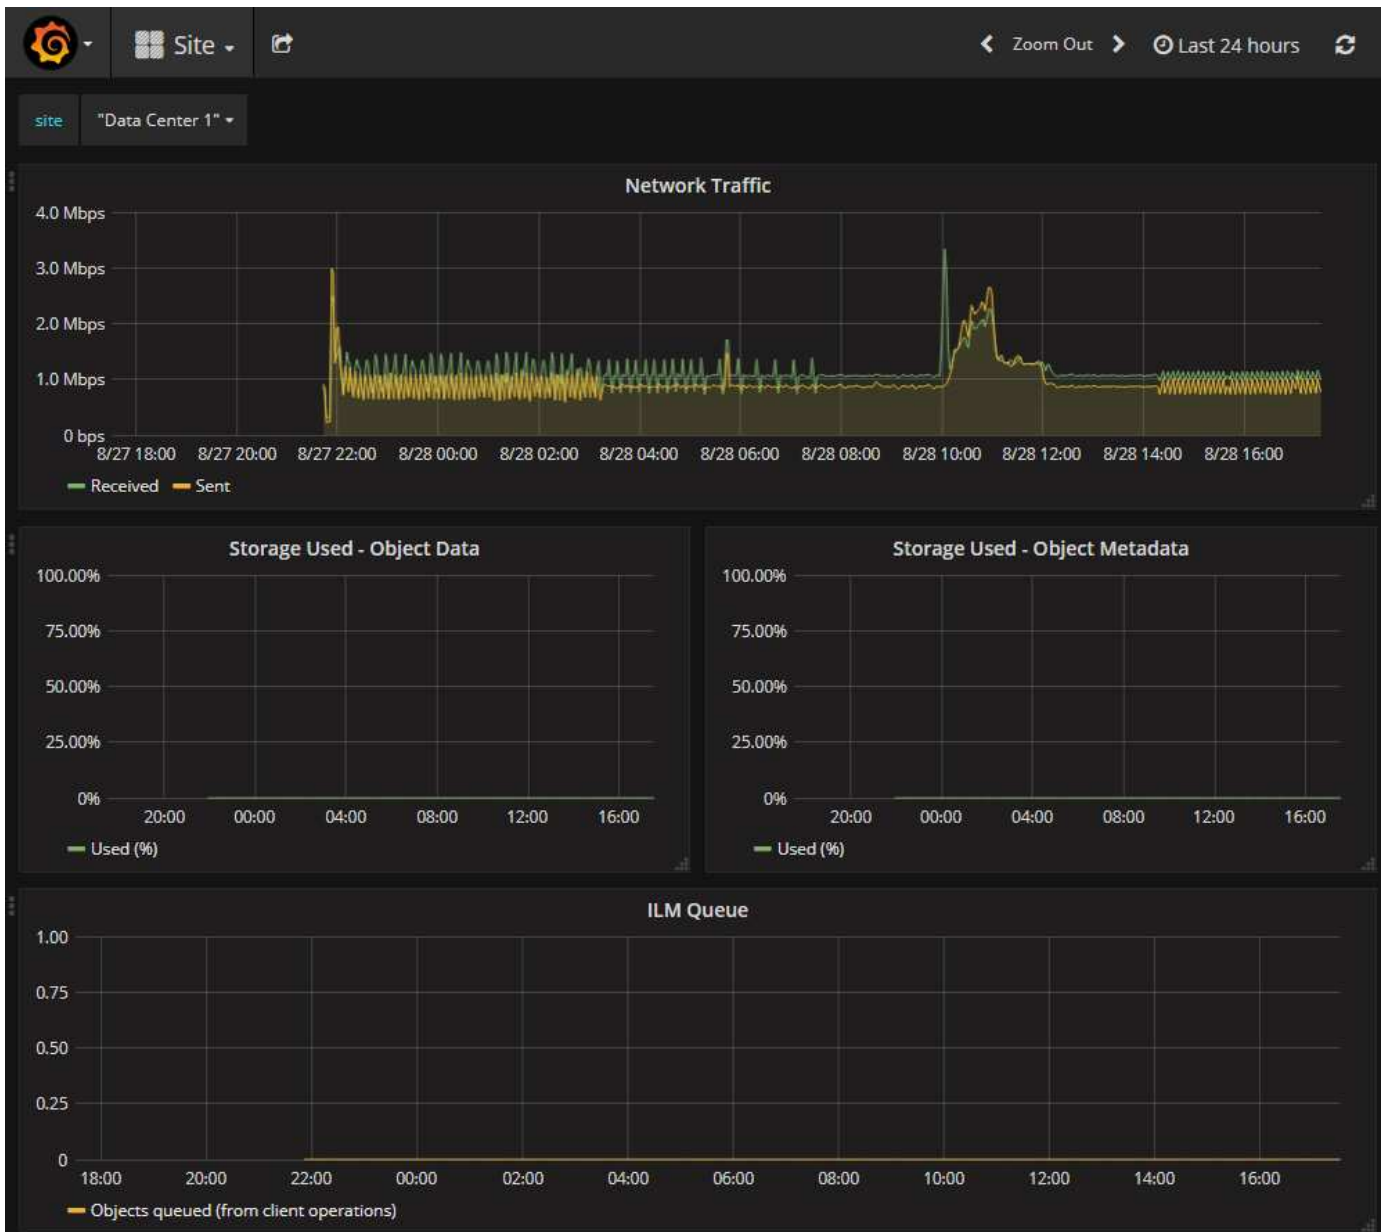 Site
Zoom Out
Last 24 hours
site "Data Center 1"
Network Traffic
4.0 Mbps
3.0 Mbps
2.0 Mbps
1.0 Mbps
0 bps
8/27 18:00 8/27 20:00 8/27 22:00 8/28 00:00 8/28 02:00 8/28 04:00 8/28 06:00 8/28 08:00 8/28 10:00 8/28 12:00 8/28 14:00 8/28 16:00
Received Sent
Storage Used - Object Data
100.00%
75.00%
50.00%
25.00%
0%
20:00 00:00 04:00 08:00 12:00 16:00
Used (%)
Storage Used - Object Metadata
100.00%
75.00%
50.00%
25.00%
0%
20:00 00:00 04:00 08:00 12:00 16:00
Used (%)
ILM Queue
1.00
0.75
0.50
0.25
0
18:00 20:00 22:00 00:00 02:00 04:00 06:00 08:00 10:00 12:00 14:00 16:00
Objects queued (from client operations)